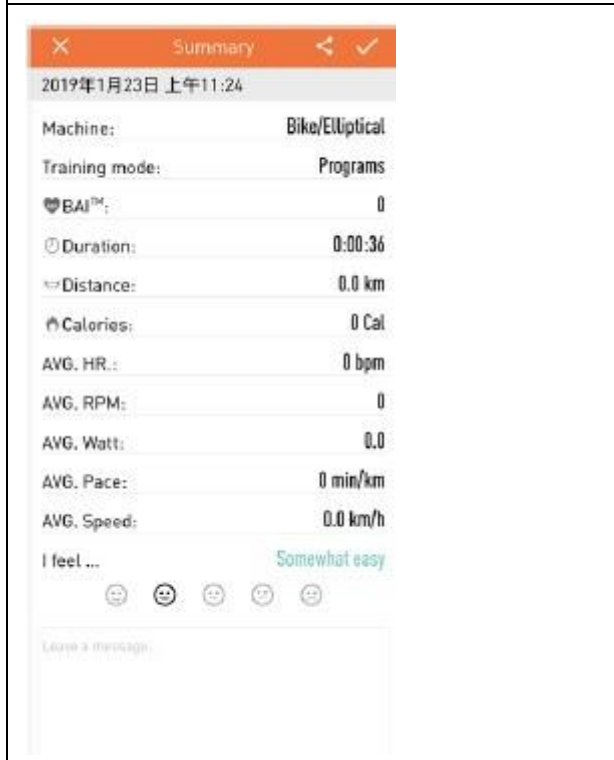 Summary
2019年1月23日 上午11:24
Machine: Bike/Elliptical
Training mode: Programs
BAI™: 0
Duration: 0:00:36
Distance: 0.0 km
Calories: 0 Cal
AVG. HR.: 0 bpm
AVG. RPM: 0
AVG. Watt: 0.0
AVG. Pace: 0 min/km
AVG. Speed: 0.0 km/h
I feel ... Somewhat easy
Leave a message.